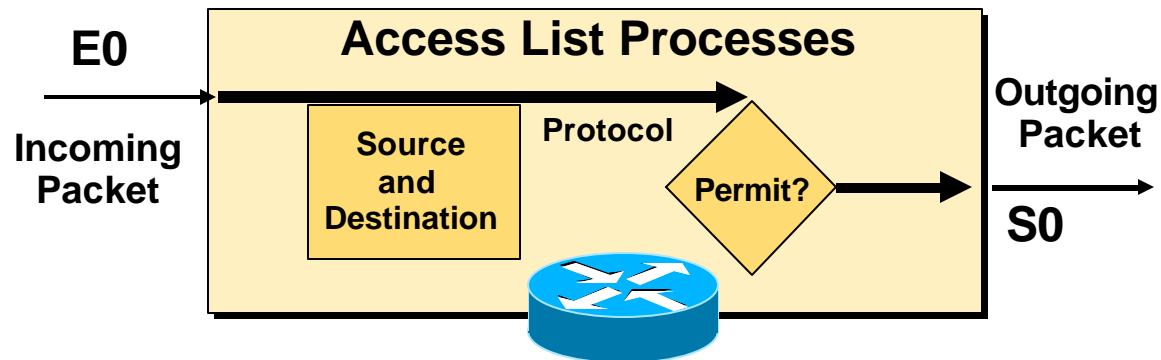 Access List Processes
E0
Incoming
Packet
Source
and
Destination
Protocol
Permit?
Outgoing
Packet
S0